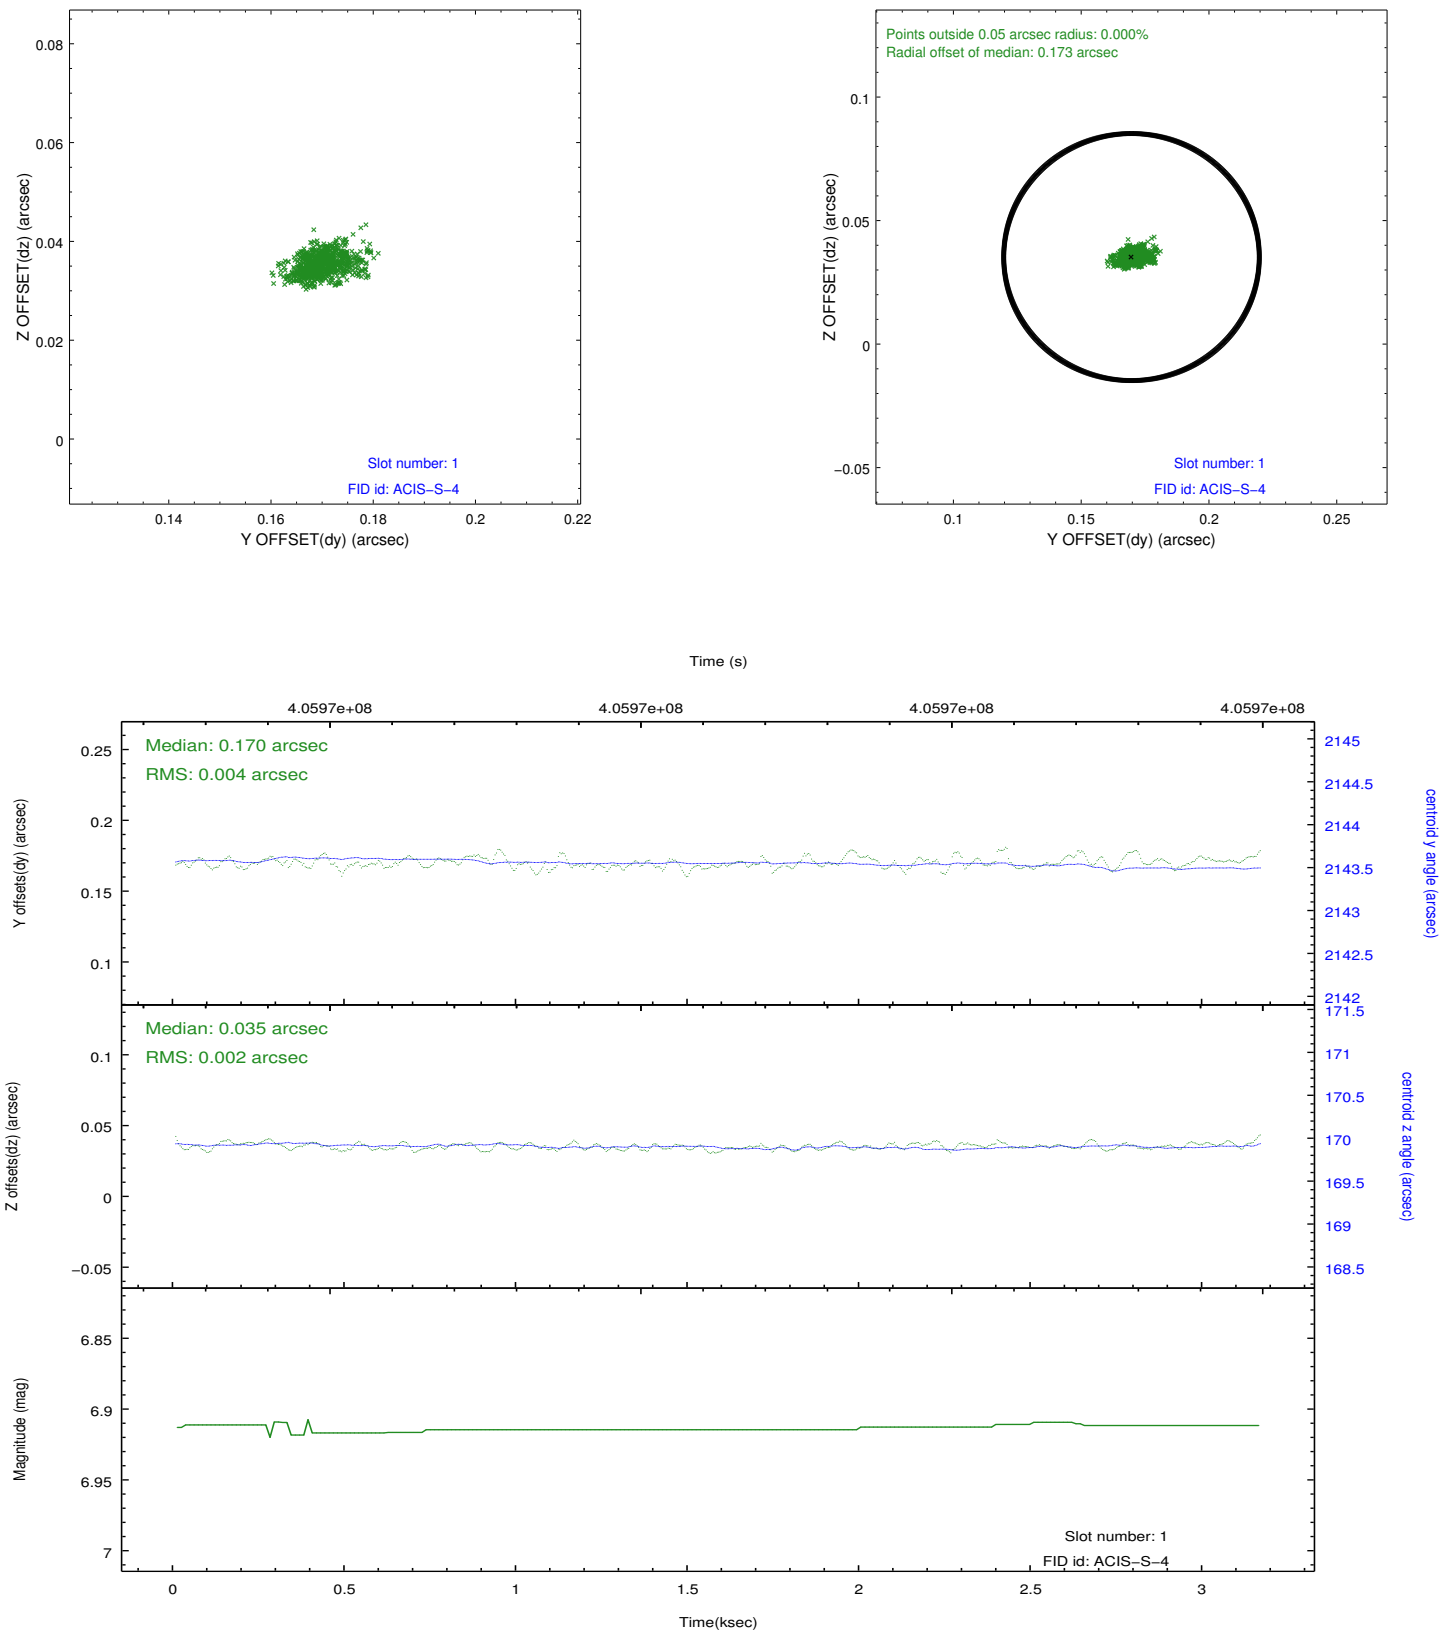 0.08
0.06
0.04
0.02
0
Z OFFSET(dz) (arcsec)
Slot number: 1
FID id: ACIS−S−4
0.14
0.16
0.18
0.2
0.22
Y OFFSET(dy) (arcsec)
Points outside 0.05 arcsec radius: 0.000%
Radial offset of median: 0.173 arcsec
0.1
0.05
0
−0.05
Z OFFSET(dz) (arcsec)
Slot number: 1
FID id: ACIS−S−4
0.1
0.15
0.2
0.25
Y OFFSET(dy) (arcsec)
Time (s)
4.0597e+08
4.0597e+08
4.0597e+08
4.0597e+08
Median: 0.170 arcsec
RMS: 0.004 arcsec
0.25
0.2
0.15
0.1
Y offsets(dy) (arcsec)
2145
2144.5
2144
2143.5
2143
2142.5
2142
centroid y angle (arcsec)
Median: 0.035 arcsec
RMS: 0.002 arcsec
0.1
0.05
0
−0.05
Z offsets(dz) (arcsec)
171.5
171
170.5
170
169.5
169
168.5
centroid z angle (arcsec)
6.85
6.9
6.95
7
Magnitude (mag)
Slot number: 1
FID id: ACIS−S−4
0
0.5
1
1.5
2
2.5
3
Time(ksec)